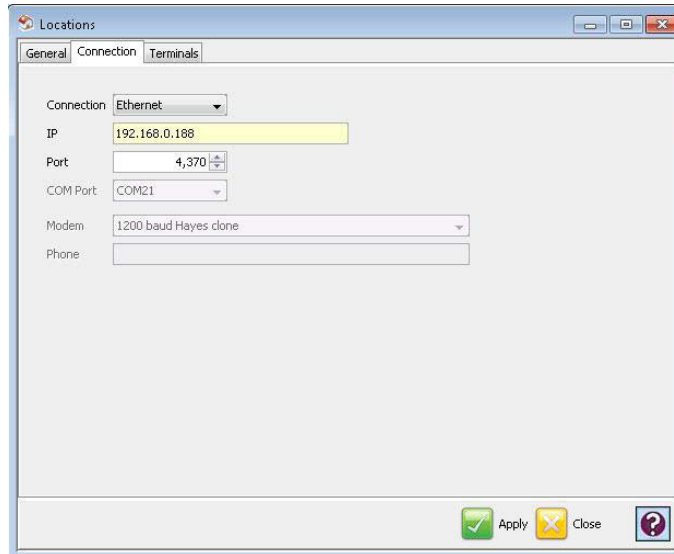 Locations
General Connection Terminals
Connection Ethernet
IP 192.168.0.188
Port 4,370
COM Port COM21
Modem 1200 baud Hayes clone
Phone
Apply Close ?